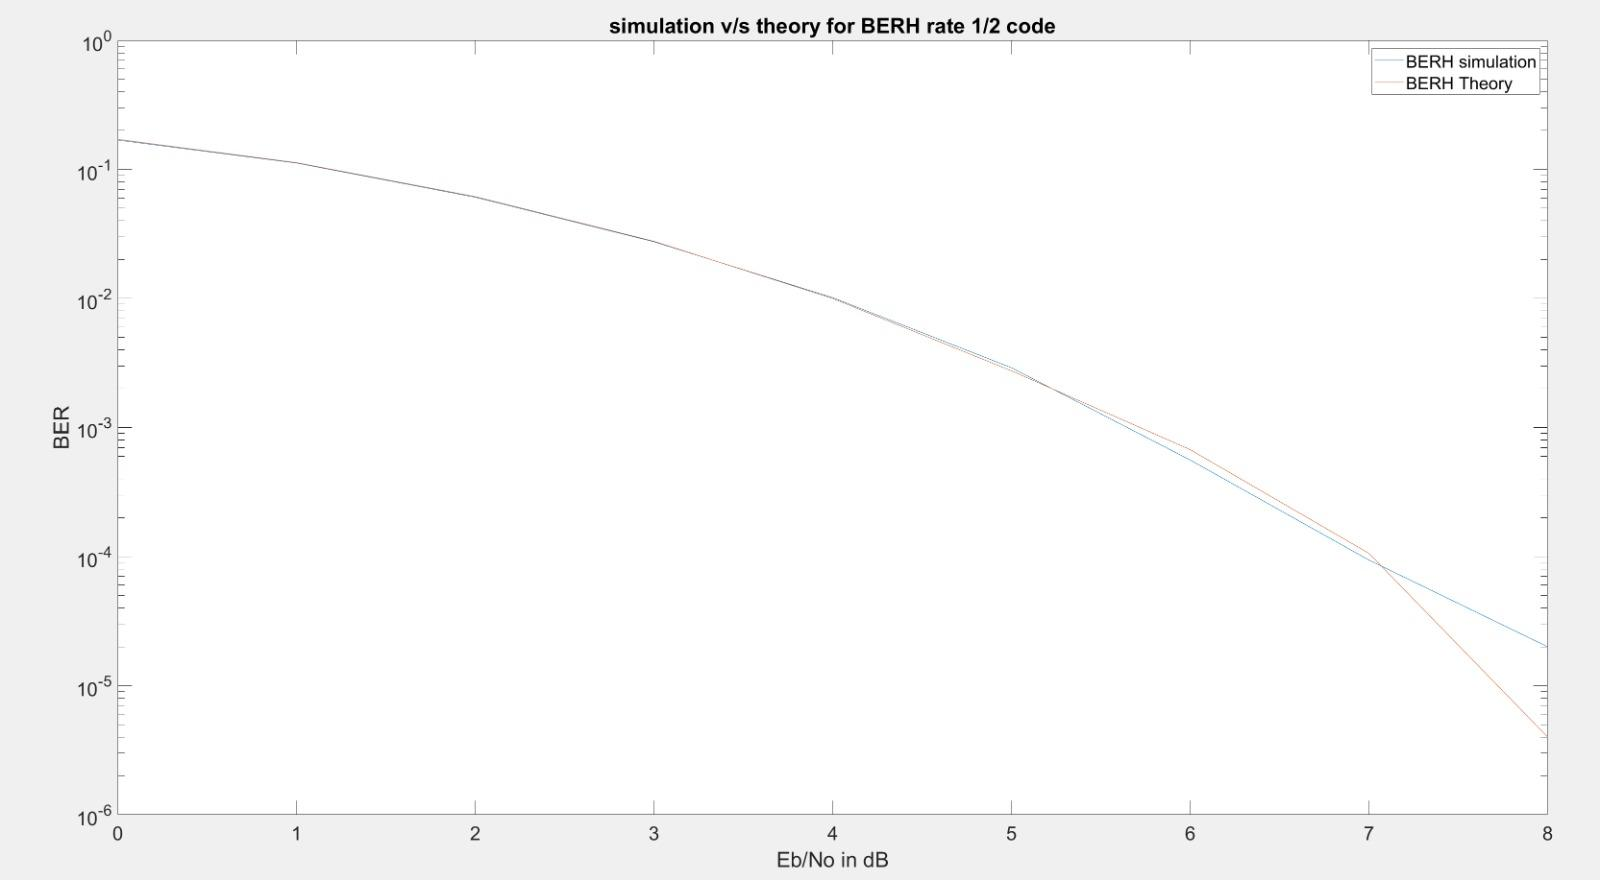 simulation v/s theory for BERH rate 1/2 code
BERH simulation
BERH Theory
10^0
10^-1
10^-2
10^-3
10^-4
10^-5
10^-6
BER
0 1 2 3 4 5 6 7 8
Eb/No in dB